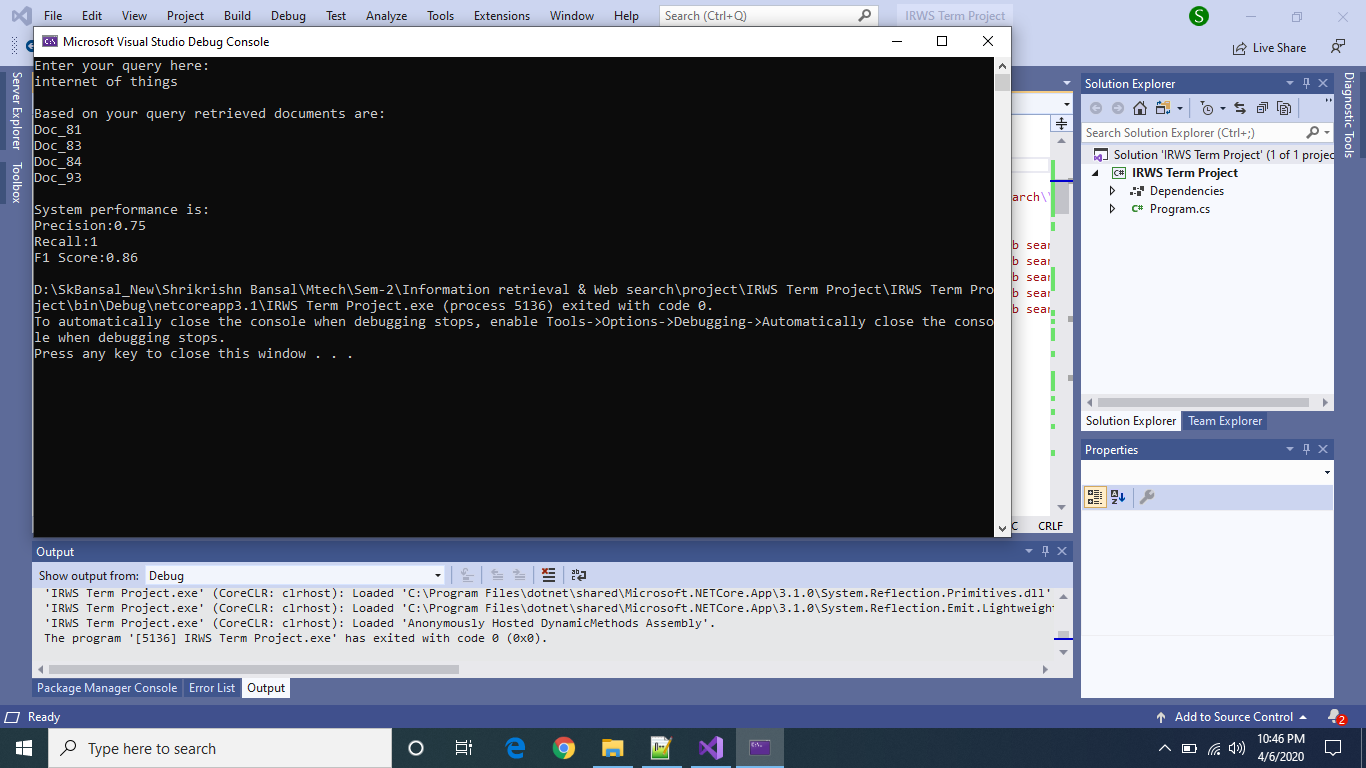 File Edit View Project Build Debug Test Analyze Tools Extensions Window Help Search (Ctrl+Q) IRWS Term Project S
Live Share
Microsoft Visual Studio Debug Console
Enter your query here:
internet of things
Based on your query retrieved documents are:
Doc_81
Doc_83
Doc_84
Doc_93
System performance is:
Precision:0.75
Recall:1
F1 Score:0.86
D:\SkBansal_New\Shrikrishn Bansal\Mtech\Sem-2\Information retrieval & Web search\project\IRWS Term Project\IRWS Term Pro
ject\bin\Debug\netcoreapp3.1\IRWS Term Project.exe (process 5136) exited with code 0.
To automatically close the console when debugging stops, enable Tools->Options->Debugging->Automatically close the conso
le when debugging stops.
Press any key to close this window . . .
Server Explorer
Toolbox
arch\
b sear
b sear
b sear
b sear
b sear
C CRLF
Solution Explorer
Search Solution Explorer (Ctrl+;)
Solution 'IRWS Term Project' (1 of 1 projec
C# IRWS Term Project
Dependencies
C# Program.cs
Solution Explorer Team Explorer
Properties
Diagnostic Tools
Output
Show output from: Debug
'IRWS Term Project.exe' (CoreCLR: clrhost): Loaded 'C:\Program Files\dotnet\shared\Microsoft.NETCore.App\3.1.0\System.Reflection.Primitives.dll'
'IRWS Term Project.exe' (CoreCLR: clrhost): Loaded 'C:\Program Files\dotnet\shared\Microsoft.NETCore.App\3.1.0\System.Reflection.Emit.Lightweight
'IRWS Term Project.exe' (CoreCLR: clrhost): Loaded 'Anonymously Hosted DynamicMethods Assembly'.
The program '[5136] IRWS Term Project.exe' has exited with code 0 (0x0).
Package Manager Console Error List Output
Ready Add to Source Control 2
Type here to search
10:46 PM
4/6/2020